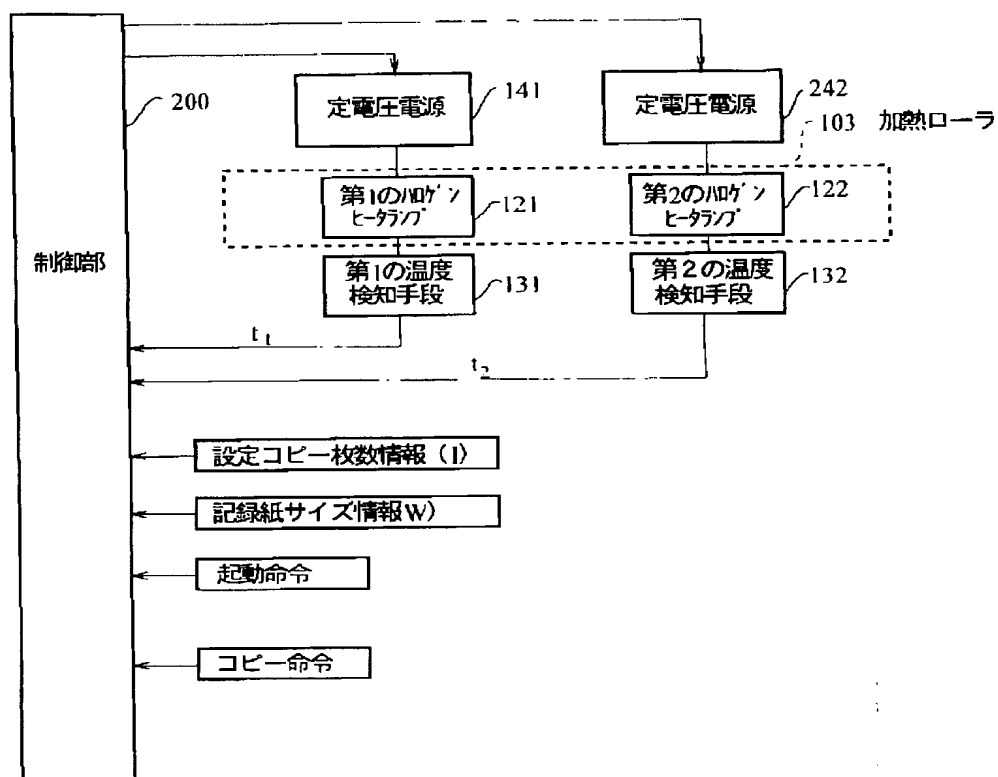 200
定電圧電源
141
定電圧電源
242
103 加熱ローラ
第1のハロゲン
ヒータランプ
121
第2のハロゲン
ヒータランプ
122
制御部
第1の温度
検知手段
131
第2の温度
検知手段
132
t1
t2
設定コピー枚数情報(I)
記録紙サイズ情報W)
起動命令
コピー命令